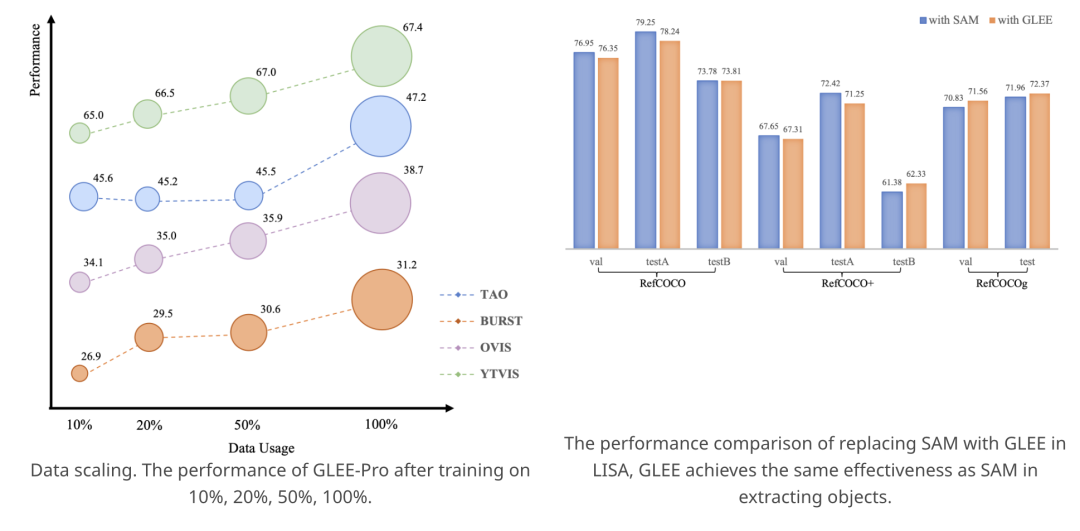 Performance
67.4
67.0
66.5
65.0
47.2
45.6
45.2
45.5
38.7
35.9
35.0
34.1
31.2
30.6
29.5
26.9
TAO
BURST
OVIS
YTVIS
10% 20% 50% 100%
Data Usage
Data scaling. The performance of GLEE-Pro after training on
10%, 20%, 50%, 100%.
with SAM with GLEE
76.95 76.35 79.25 78.24 73.78 73.81 67.65 67.31 72.42 71.25 61.38 62.33 70.83 71.56 71.96 72.37
val testA testB val testA testB val test
RefCOCO RefCOCO+ RefCOCOg
The performance comparison of replacing SAM with GLEE in
LISA, GLEE achieves the same effectiveness as SAM in
extracting objects.